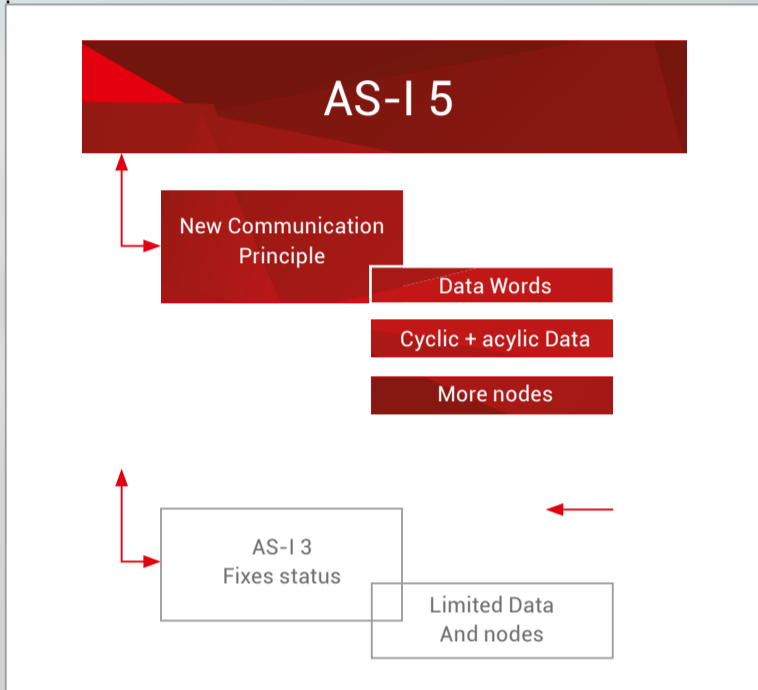 AS-I 5
New Communication
Principle
Data Words
Cyclic + acylic Data
More nodes
AS-I 3
Fixes status
Limited Data
And nodes